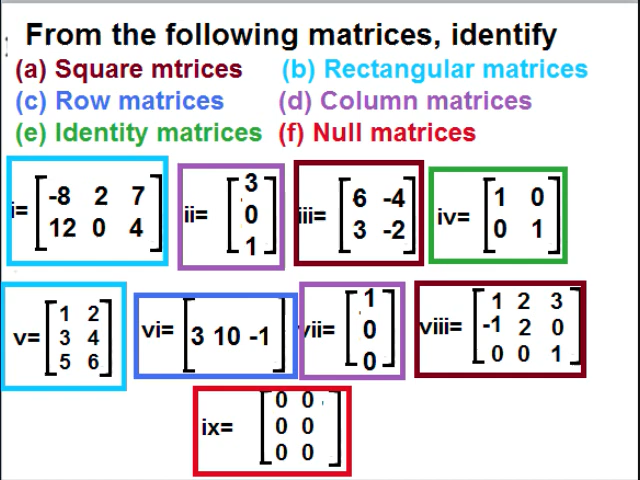 From the following matrices, identify
(a) Square mtrices (b) Rectangular matrices
(c) Row matrices (d) Column matrices
(e) Identity matrices (f) Null matrices
i= [-8 2 7
12 0 4]
ii= [3
0
1]
iii= [6 -4
3 -2]
iv= [1 0
0 1]
v= [1 2
3 4
5 6]
vi= [3 10 -1]
vii= [1
0
0]
viii= [1 2 3
-1 2 0
0 0 1]
ix= [0 0
0 0
0 0]